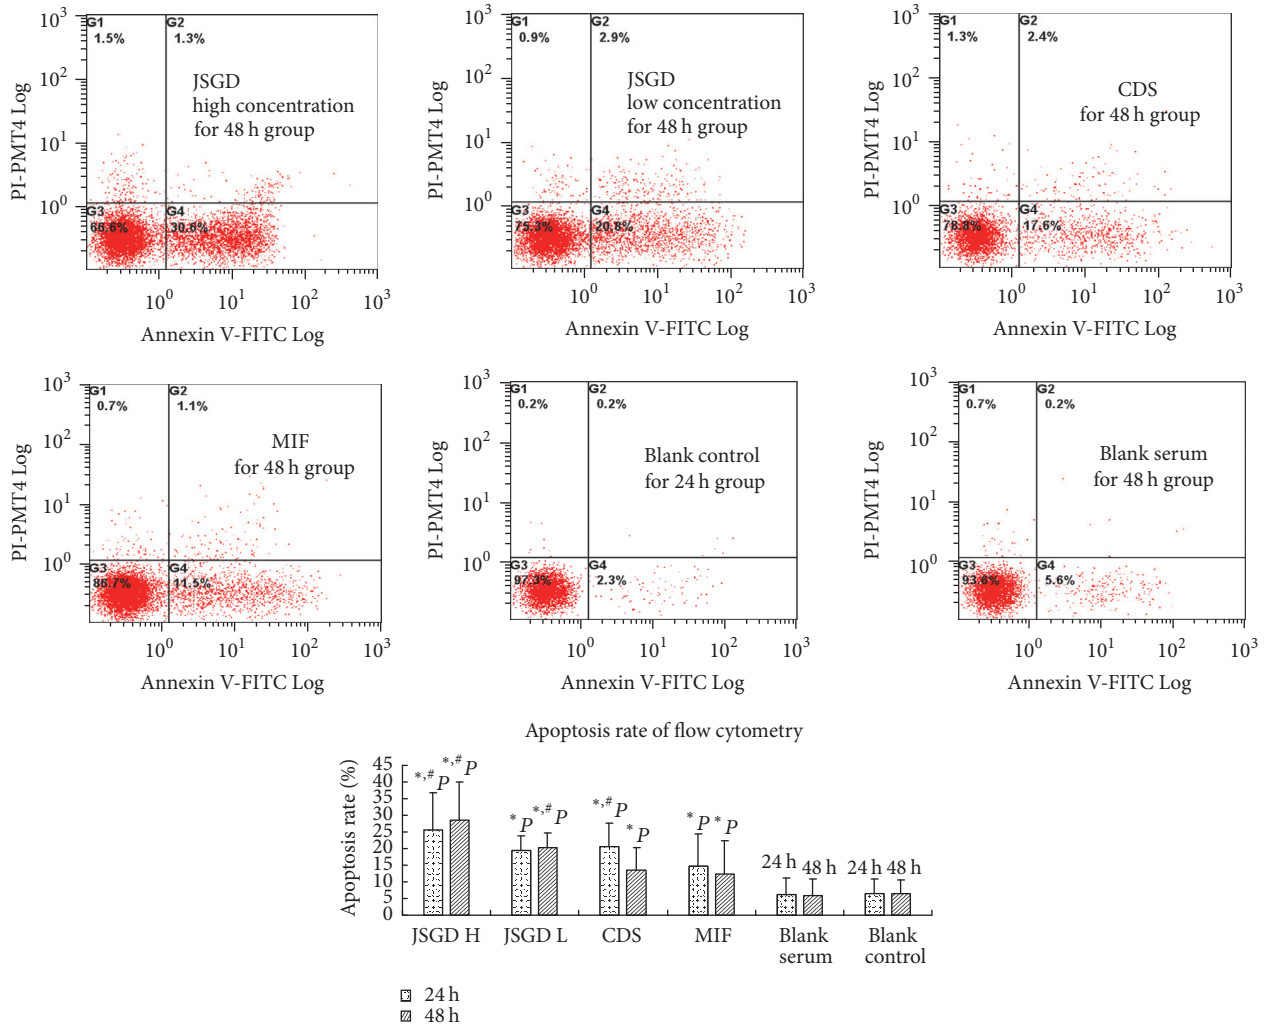 10³
G1
1.5%
G2
1.3%
10²
JSGD
high concentration
for 48 h group
10¹
10⁰
G3
66.6%
G4
30.6%
PI-PMT4 Log
10⁰ 10¹ 10² 10³
Annexin V-FITC Log
10³
G1
0.9%
G2
2.9%
10²
JSGD
low concentration
for 48 h group
10¹
10⁰
G3
75.3%
G4
20.8%
PI-PMT4 Log
10⁰ 10¹ 10² 10³
Annexin V-FITC Log
10³
G1
1.3%
G2
2.4%
10²
CDS
for 48 h group
10¹
10⁰
G3
78.8%
G4
17.6%
PI-PMT4 Log
10⁰ 10¹ 10² 10³
Annexin V-FITC Log
10³
G1
0.7%
G2
1.1%
10²
MIF
for 48 h group
10¹
10⁰
G3
86.7%
G4
11.5%
PI-PMT4 Log
10⁰ 10¹ 10² 10³
Annexin V-FITC Log
10³
G1
0.2%
G2
0.2%
10²
Blank control
for 24 h group
10¹
10⁰
G3
97.3%
G4
2.3%
PI-PMT4 Log
10⁰ 10¹ 10² 10³
Annexin V-FITC Log
10³
G1
0.7%
G2
0.2%
10²
Blank serum
for 48 h group
10¹
10⁰
G3
93.6%
G4
5.6%
PI-PMT4 Log
10⁰ 10¹ 10² 10³
Annexin V-FITC Log
Apoptosis rate of flow cytometry
Apoptosis rate (%)
45
40
35
30
25
20
15
10
5
0
*,# P
*,# P
* P
*,# P
*,# P
* P
* P
* P
24 h
48 h
24 h
48 h
JSGD H
JSGD L
CDS
MIF
Blank
serum
Blank
control
24 h
48 h